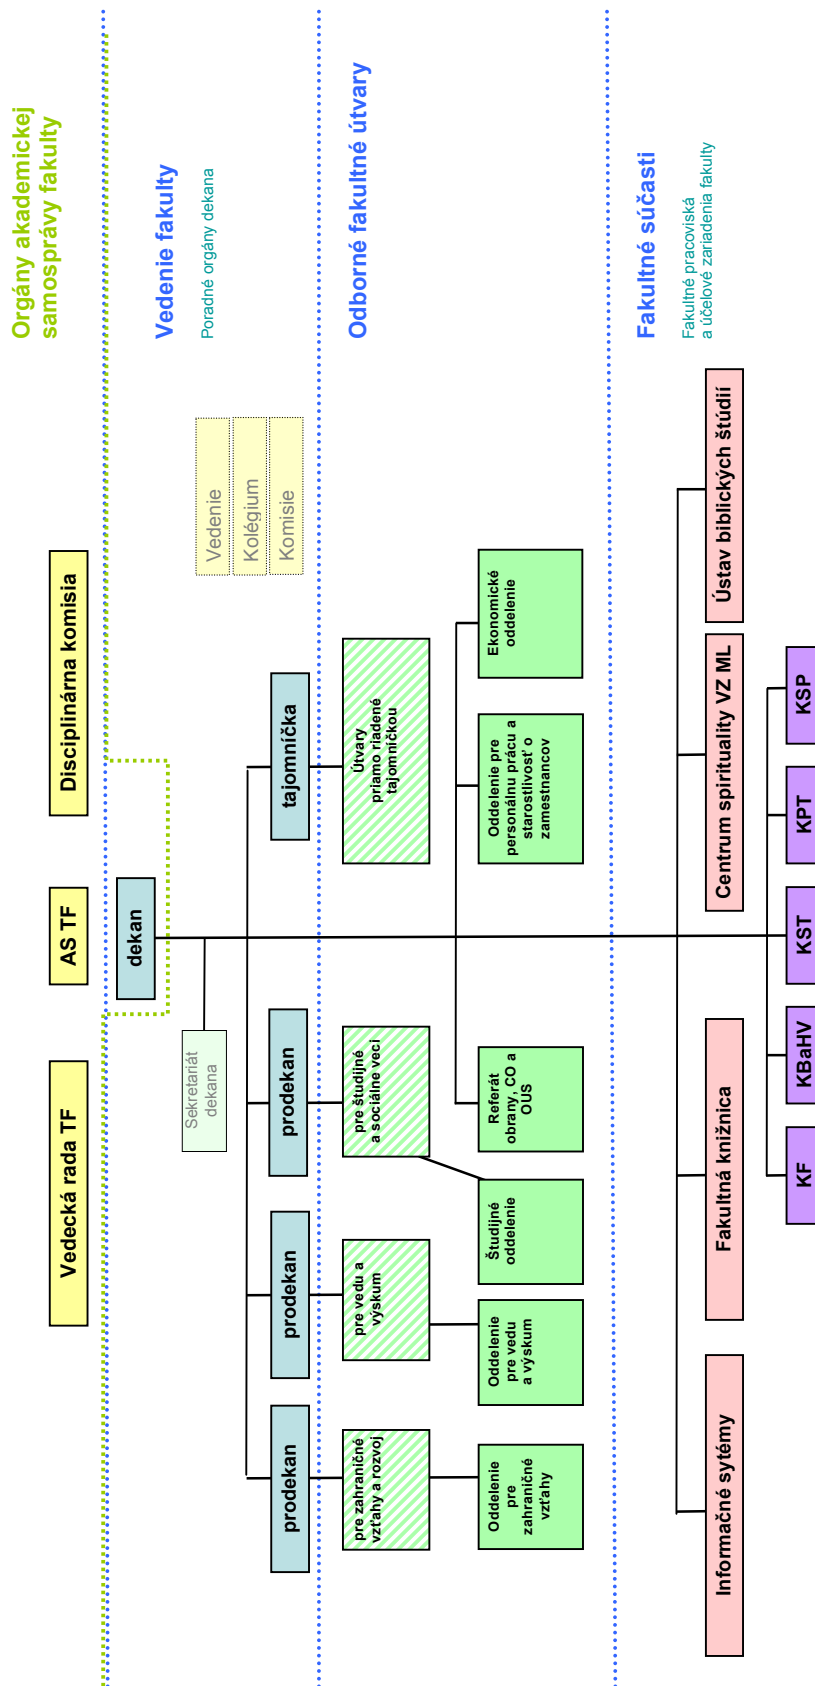 Orgány akademickej
samosprávy fakulty
Vedecká rada TF
AS TF
Disciplinárna komisia
dekan
Vedenie fakulty
Poradné orgány dekana
Sekretariát
dekana
Vedenie
Kolégium
Komisie
prodekan
prodekan
prodekan
tajomníčka
Odborné fakultné útvary
pre zahraničné
vzťahy a rozvoj
pre vedu a
výskum
pre študijné
a sociálne veci
Útvary
priamo riadené
tajomníčkou
Oddelenie
pre
zahraničné
vzťahy
Oddelenie
pre vedu
a výskum
Študijné
oddelenie
Referát
obrany, CO a
OUS
Oddelenie pre
personálnu prácu a
starostlivosť o
zamestnancov
Ekonomické
oddelenie
Fakultné súčasti
Fakultné pracoviská
a účelové zariadenia fakulty
Informačné sytémy
Fakultná knižnica
Centrum spirituality VZ ML
Ústav biblických štúdií
KF
KBaHV
KST
KPT
KSP